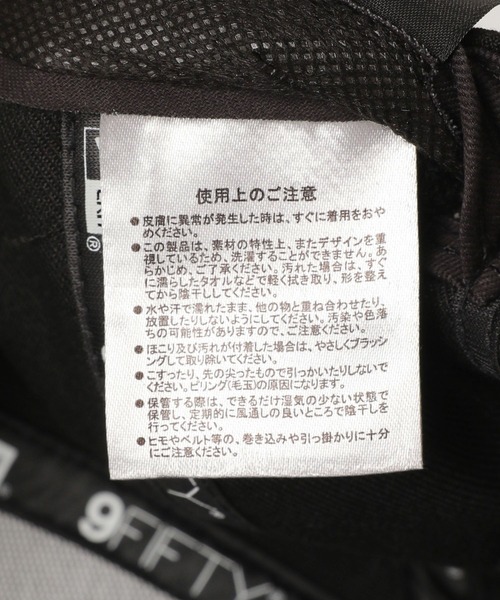 使用上のご注意
●皮膚に異常が発生した時は、すぐに着用をおや
めください。
●この製品は、素材の特性上、またデザインを重
視しているため、洗濯することができません。あ
らかじめ、ご了承ください。汚れた場合は、すぐ
に濡らしたタオルなどで軽く拭き取り、形を整え
てから陰干ししてください。
●水や汗で濡れたまま、他の物と重ね合わせたり、
放置したりしないようにしてください。汚染や色落
ちの可能性がありますので、ご注意ください。
●ほこり及び汚れが付着した場合は、やさしくブラッシ
ングして取り除いてください。
●こすったり、先の尖ったもので引っかいたりしないで
ください。ピリング(毛玉)の原因になります。
●保管する際は、できるだけ湿気の少ない状態で
保管し、定期的に風通しの良いところで陰干しを
行ってください。
●ヒモやベルト等の、巻き込みや引っ掛かりに十分
にご注意ください。
®
9FIFTY